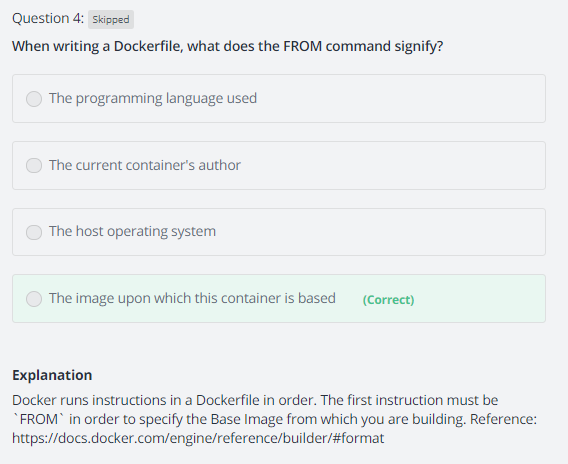 Question 4: Skipped
When writing a Dockerfile, what does the FROM command signify?
The programming language used
The current container's author
The host operating system
The image upon which this container is based (Correct)
Explanation
Docker runs instructions in a Dockerfile in order. The first instruction must be
`FROM` in order to specify the Base Image from which you are building. Reference:
https://docs.docker.com/engine/reference/builder/#format